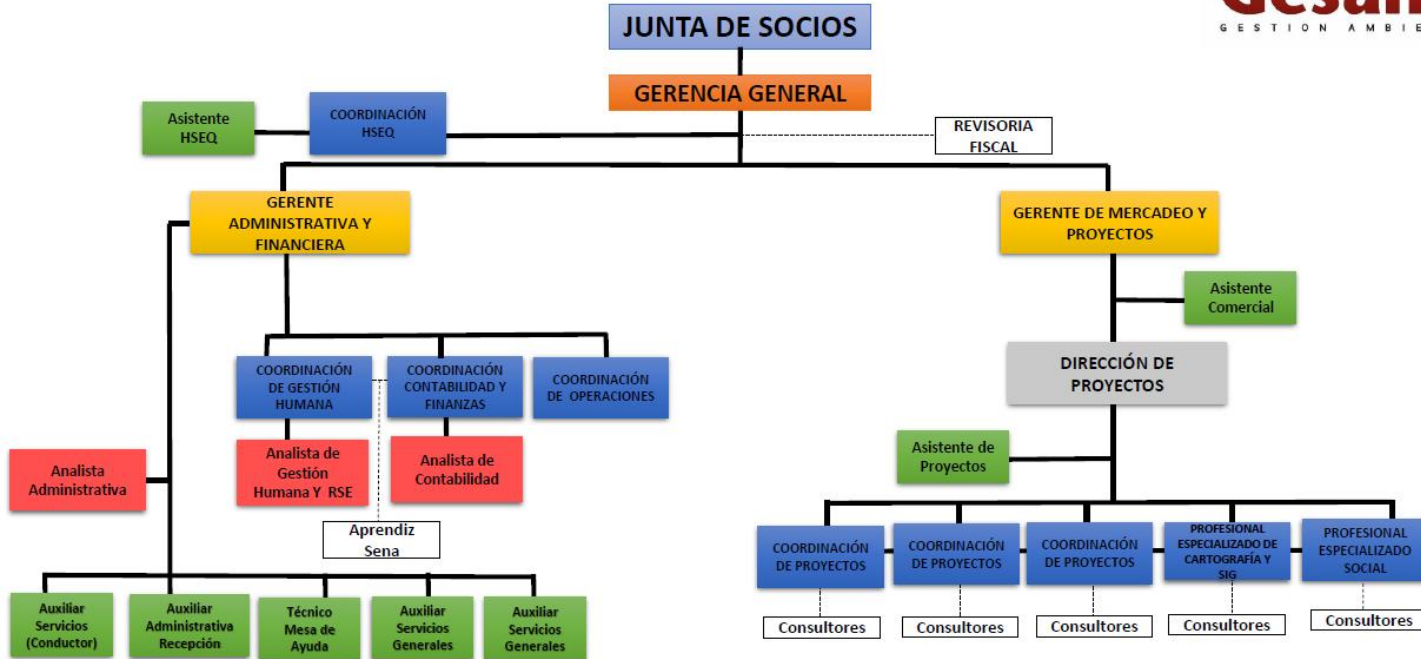 GESTION AMBIE
JUNTA DE SOCIOS
GERENCIA GENERAL
Asistente
HSEQ
COORDINACIÓN
HSEQ
REVISORIA
FISCAL
GERENTE
ADMINISTRATIVA Y
FINANCIERA
GERENTE DE MERCADEO Y
PROYECTOS
Asistente
Comercial
COORDINACIÓN
DE GESTIÓN
HUMANA
COORDINACIÓN
CONTABILIDAD Y
FINANZAS
COORDINACIÓN
DE OPERACIONES
DIRECCIÓN DE
PROYECTOS
Analista
Administrativa
Analista de
Gestión
Humana Y RSE
Analista de
Contabilidad
Asistente de
Proyectos
Aprendiz
Sena
COORDINACIÓN
DE PROYECTOS
COORDINACIÓN
DE PROYECTOS
COORDINACIÓN
DE PROYECTOS
PROFESIONAL
ESPECIALIZADO DE
CARTOGRAFÍA Y
SIG
PROFESIONAL
ESPECIALIZADO
SOCIAL
Auxiliar
Servicios
(Conductor)
Auxiliar
Administrativa
Recepción
Técnico
Mesa de
Ayuda
Auxiliar
Servicios
Generales
Auxiliar
Servicios
Generales
Consultores
Consultores
Consultores
Consultores
Consultores